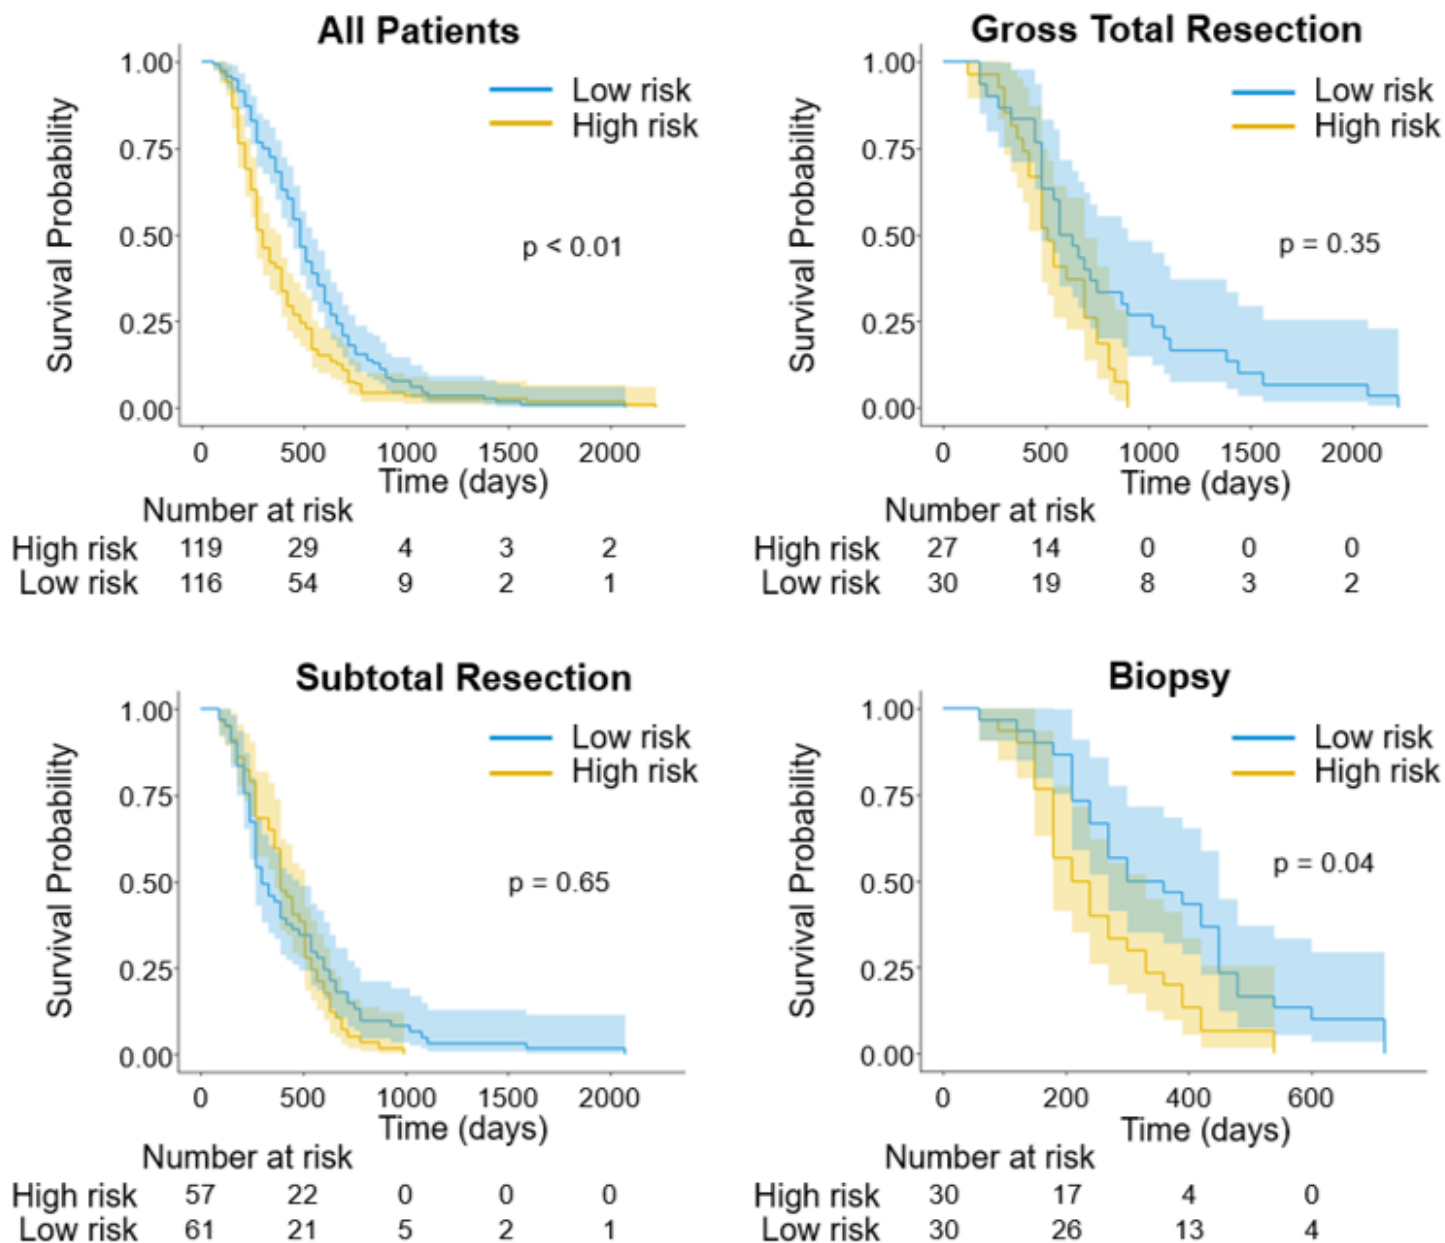 All Patients
1.00
0.75
0.50
0.25
0.00
Survival Probability
Low risk
High risk
p < 0.01
0 500 1000 1500 2000
Time (days)
Number at risk
High risk 119 29 4 3 2
Low risk 116 54 9 2 1
Gross Total Resection
1.00
0.75
0.50
0.25
0.00
Survival Probability
Low risk
High risk
p = 0.35
0 500 1000 1500 2000
Time (days)
Number at risk
High risk 27 14 0 0 0
Low risk 30 19 8 3 2
Subtotal Resection
1.00
0.75
0.50
0.25
0.00
Survival Probability
Low risk
High risk
p = 0.65
0 500 1000 1500 2000
Time (days)
Number at risk
High risk 57 22 0 0 0
Low risk 61 21 5 2 1
Biopsy
1.00
0.75
0.50
0.25
0.00
Survival Probability
Low risk
High risk
p = 0.04
0 200 400 600
Time (days)
Number at risk
High risk 30 17 4 0
Low risk 30 26 13 4